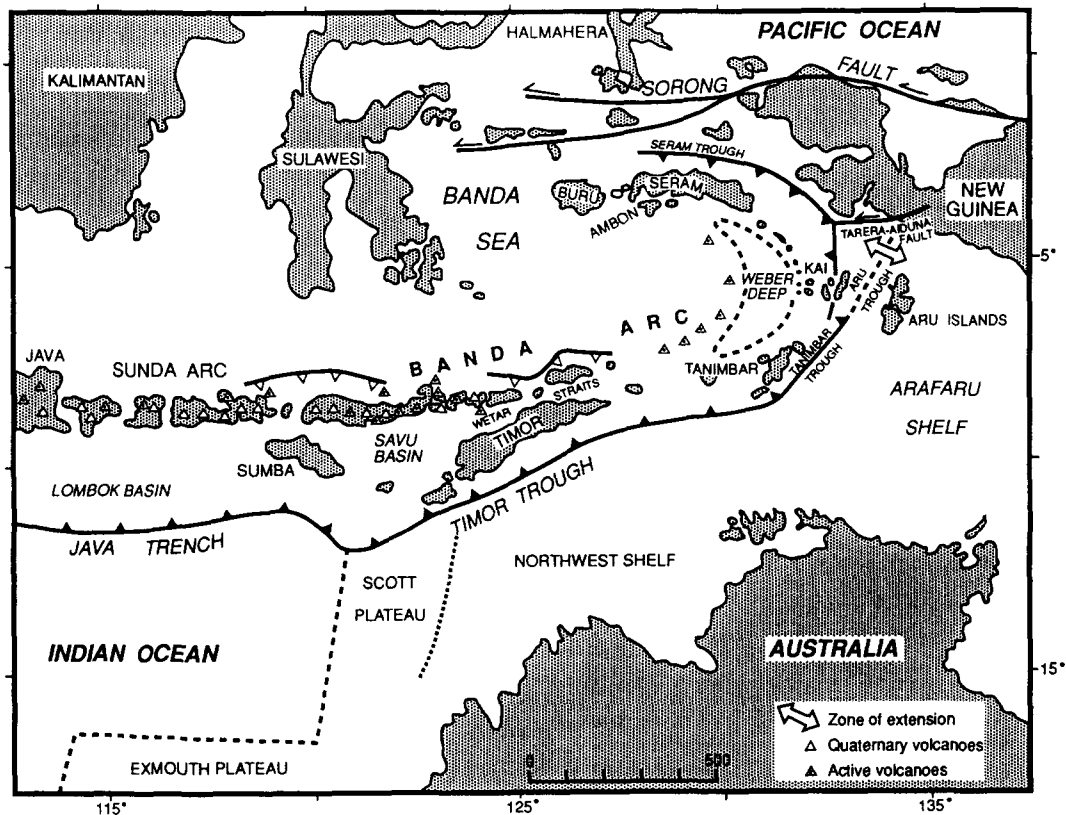 HALMAHERA
PACIFIC OCEAN
KALIMANTAN
SORONG
FAULT
SULAWESI
SERAM TROUGH
BANDA
SEA
BURU
SERAM
AMBON
NEW
GUINEA
TARERA-AIDUNA
FAULT
5°
WEBER
DEEP
KAI
ARU
TROUGH
ARU ISLANDS
JAVA
SUNDA ARC
BANDA
ARC
TANIMBAR
TANIMBAR
TROUGH
WETAR
STRAITS
TIMOR
SAVU
BASIN
SUMBA
ARAFARU
SHELF
LOMBOK BASIN
JAVA TRENCH
TIMOR TROUGH
SCOTT
PLATEAU
NORTHWEST SHELF
INDIAN OCEAN
AUSTRALIA
15°
EXMOUTH PLATEAU
Zone of extension
Quaternary volcanoes
Active volcanoes
0
500
115°
125°
135°